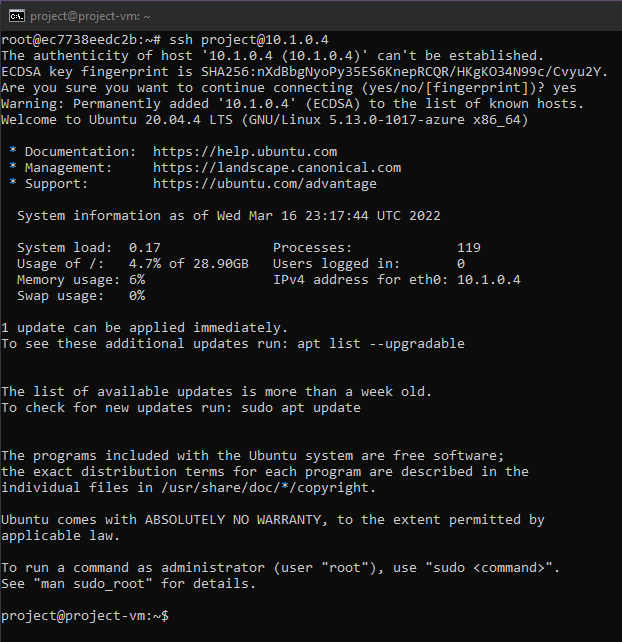 project@project-vm: ~
root@ec7738eedc2b:~# ssh project@10.1.0.4
The authenticity of host '10.1.0.4 (10.1.0.4)' can't be established.
ECDSA key fingerprint is SHA256:nXdBbgNyoPy35ES6KnepRCQR/HKgKO34N99c/Cvyu2Y.
Are you sure you want to continue connecting (yes/no/[fingerprint])? yes
Warning: Permanently added '10.1.0.4' (ECDSA) to the list of known hosts.
Welcome to Ubuntu 20.04.4 LTS (GNU/Linux 5.13.0-1017-azure x86_64)

 * Documentation:  https://help.ubuntu.com
 * Management:     https://landscape.canonical.com
 * Support:        https://ubuntu.com/advantage

  System information as of Wed Mar 16 23:17:44 UTC 2022

  System load:  0.17              Processes:             119
  Usage of /:   4.7% of 28.90GB   Users logged in:       0
  Memory usage: 6%                IPv4 address for eth0: 10.1.0.4
  Swap usage:   0%

1 update can be applied immediately.
To see these additional updates run: apt list --upgradable

The list of available updates is more than a week old.
To check for new updates run: sudo apt update

The programs included with the Ubuntu system are free software;
the exact distribution terms for each program are described in the
individual files in /usr/share/doc/*/copyright.

Ubuntu comes with ABSOLUTELY NO WARRANTY, to the extent permitted by
applicable law.

To run a command as administrator (user "root"), use "sudo <command>".
See "man sudo_root" for details.

project@project-vm:~$